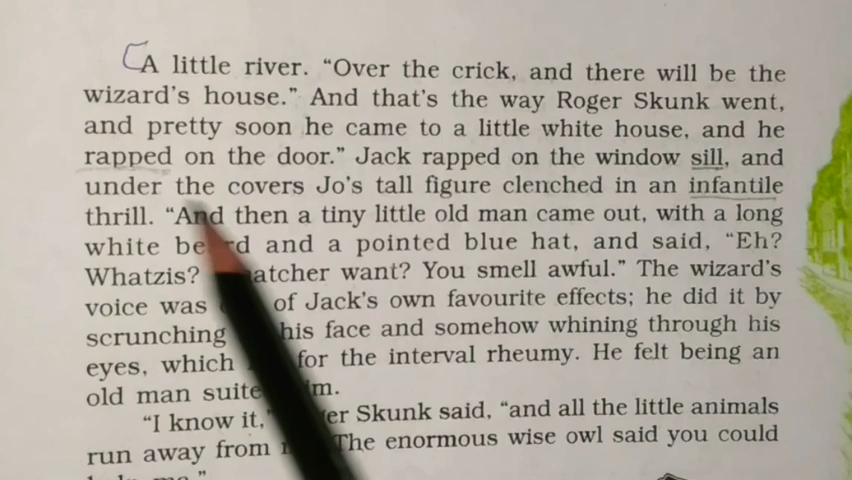 A little river. “Over the crick, and there will be the
wizard’s house.” And that’s the way Roger Skunk went,
and pretty soon he came to a little white house, and he
rapped on the door.” Jack rapped on the window sill, and
under the covers Jo’s tall figure clenched in an infantile
thrill. “And then a tiny little old man came out, with a long
white and a pointed blue hat, and said, “Eh?
Whatzis? want? You smell awful.” The wizard’s
voice was of Jack’s own favourite effects; he did it by
scrunching his face and somehow whining through his
eyes, which for the interval rheumy. He felt being an
old man
“I know it,” Skunk said, “and all the little animals
run away from The enormous wise owl said you could